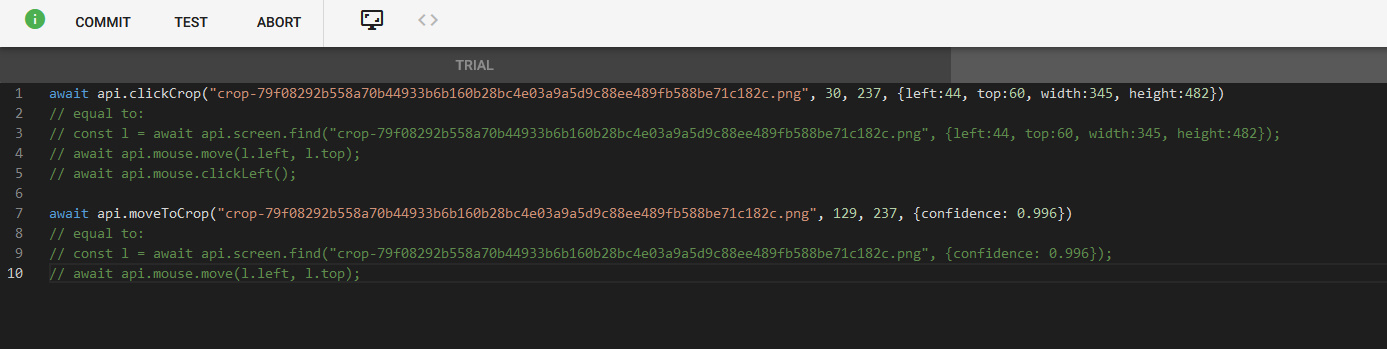 COMMIT TEST ABORT
TRIAL
1 await api.clickCrop("crop-79f08292b558a70b44933b6b160b28bc4e03a9a5d9c88ee489fb588be71c182c.png", 30, 237, {left:44, top:60, width:345, height:482})
2 // equal to:
3 // const l = await api.screen.find("crop-79f08292b558a70b44933b6b160b28bc4e03a9a5d9c88ee489fb588be71c182c.png", {left:44, top:60, width:345, height:482});
4 // await api.mouse.move(l.left, l.top);
5 // await api.mouse.clickLeft();
6
7 await api.moveToCrop("crop-79f08292b558a70b44933b6b160b28bc4e03a9a5d9c88ee489fb588be71c182c.png", 129, 237, {confidence: 0.996})
8 // equal to:
9 // const l = await api.screen.find("crop-79f08292b558a70b44933b6b160b28bc4e03a9a5d9c88ee489fb588be71c182c.png", {confidence: 0.996});
10 // await api.mouse.move(l.left, l.top);